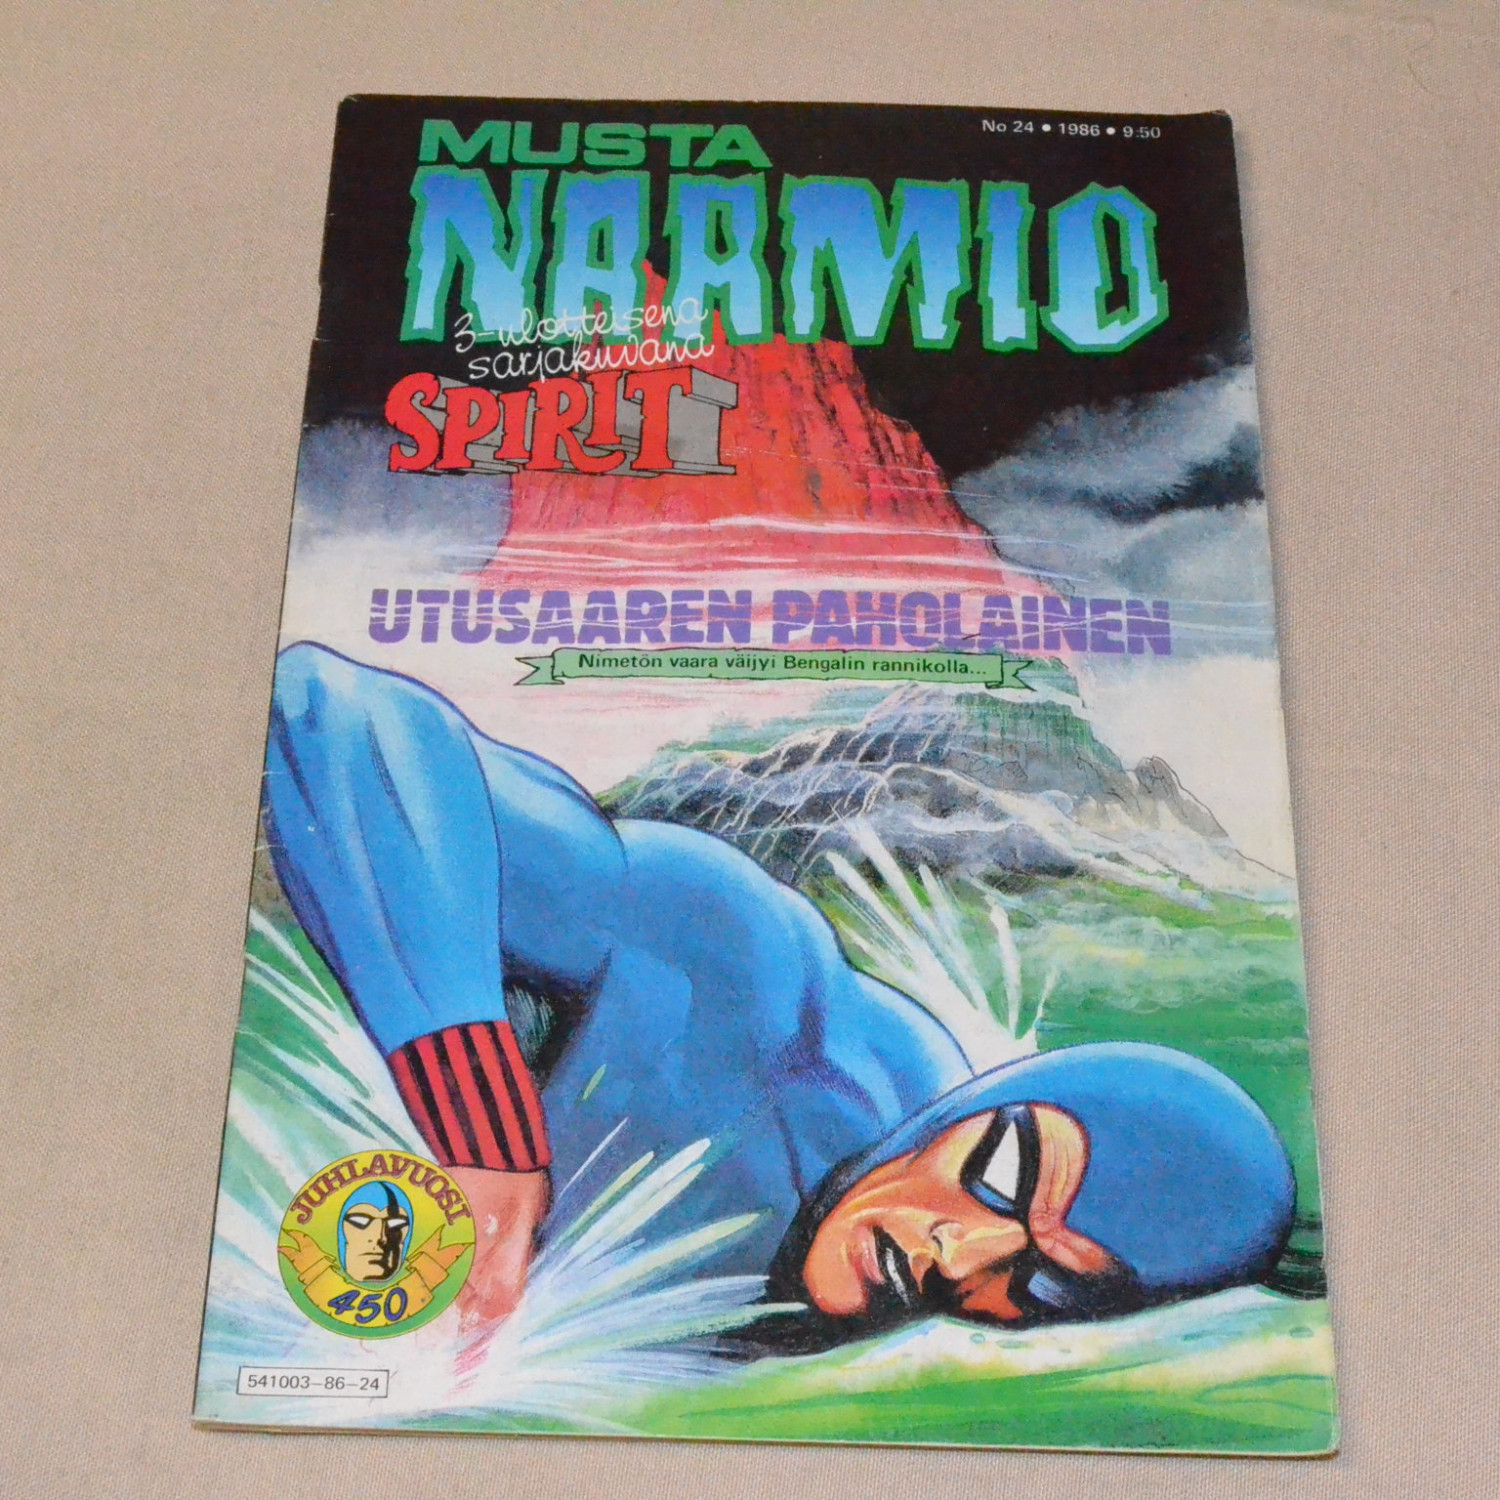 MUSTA
No 24 • 1986 • 9:50
NAAMIO
3-ulotteisena
sarjakuvana
SPIRIT
UTUSAAREN PAHOLAINEN
Nimetön vaara väijyi Bengalin rannikolla...
JUHLAVUOSI
450
541003-86-24